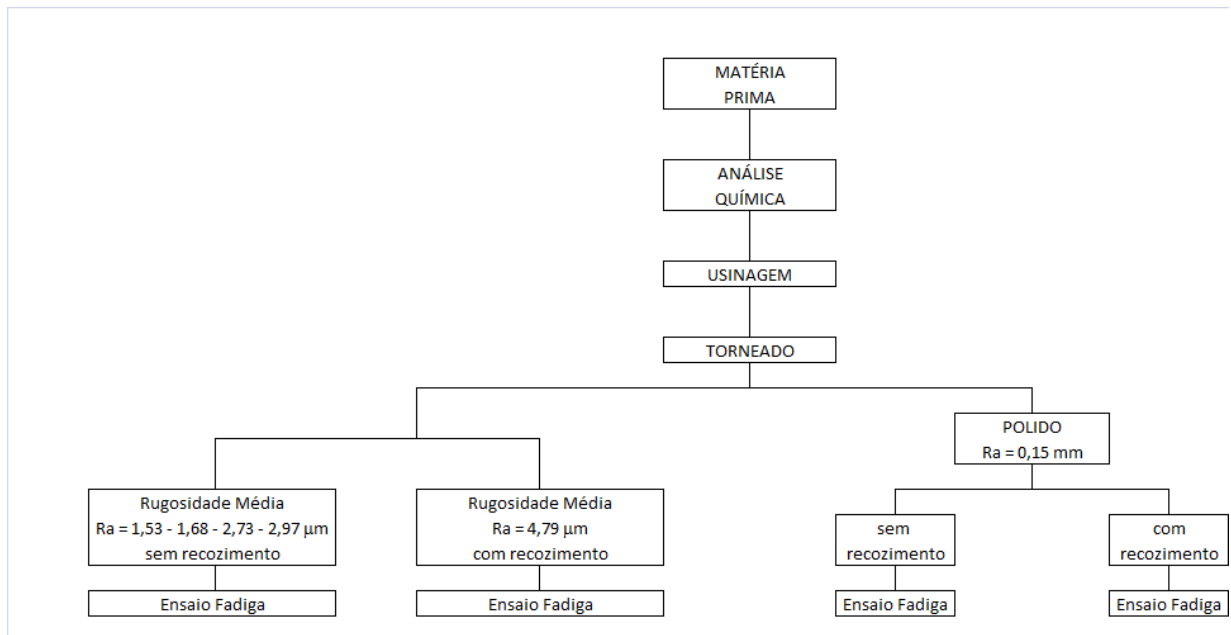 MATÉRIA
PRIMA
ANÁLISE
QUÍMICA
USINAGEM
TORNEADO
POLIDO
Ra = 0,15 mm
Rugosidade Média
Ra = 1,53 - 1,68 - 2,73 - 2,97 µm
sem recozimento
Rugosidade Média
Ra = 4,79 µm
com recozimento
sem
recozimento
com
recozimento
Ensaio Fadiga
Ensaio Fadiga
Ensaio Fadiga
Ensaio Fadiga